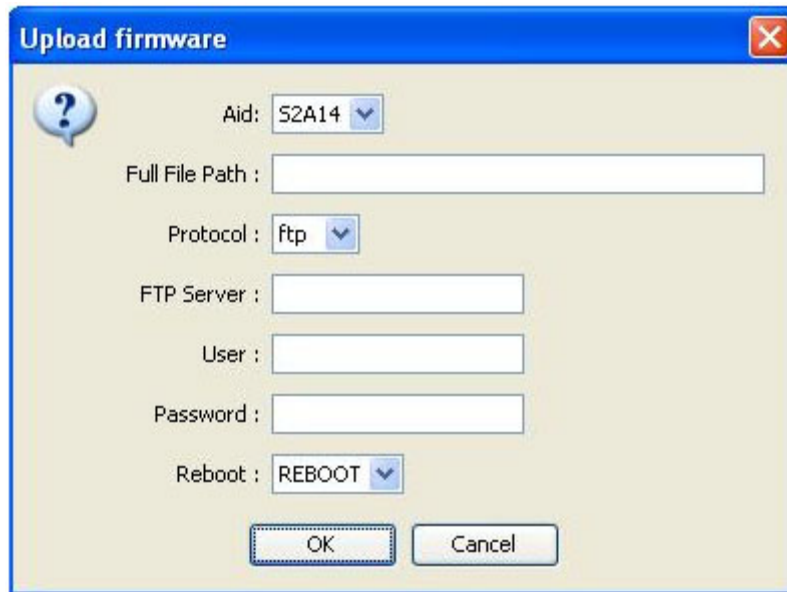 Upload firmware
Aid: S2A14
Full File Path :
Protocol : ftp
FTP Server :
User :
Password :
Reboot : REBOOT
OK Cancel